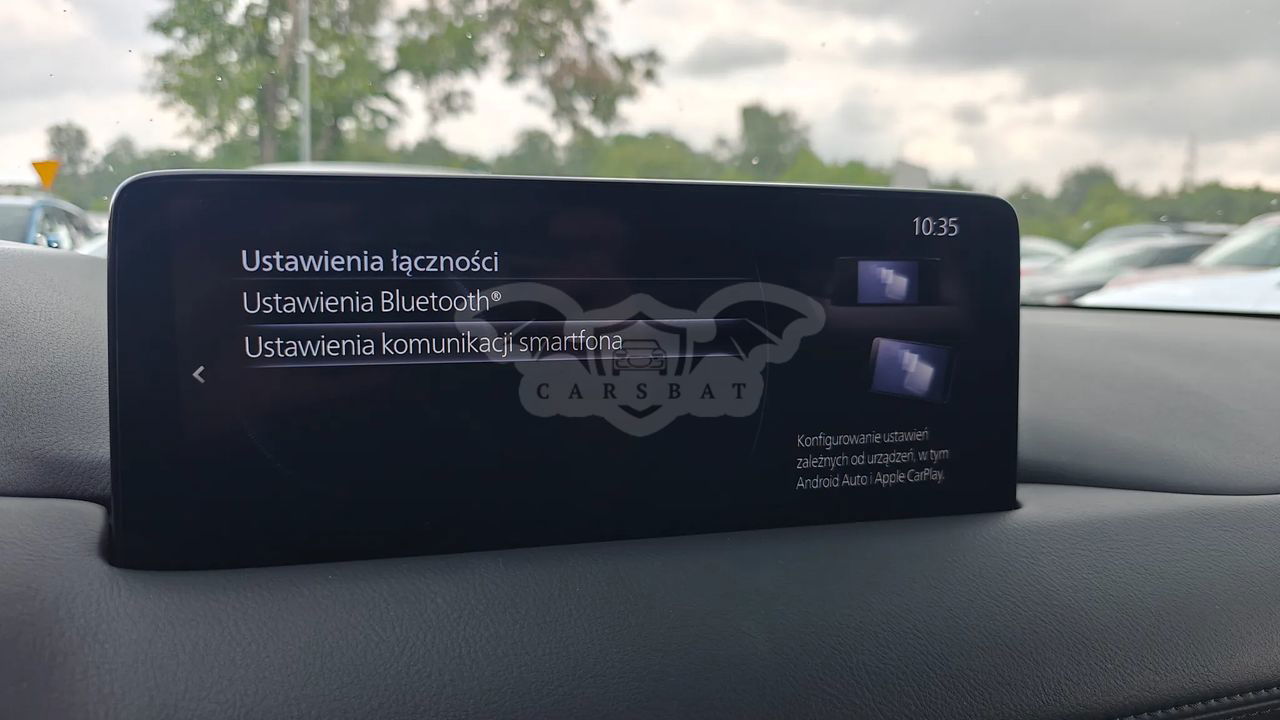 10:35
Ustawienia łączności
Ustawienia Bluetooth®
Ustawienia komunikacji smartfona
CARSBAT
Konfigurowanie ustawień
zależnych od urządzeń, w tym
Android Auto i Apple CarPlay.